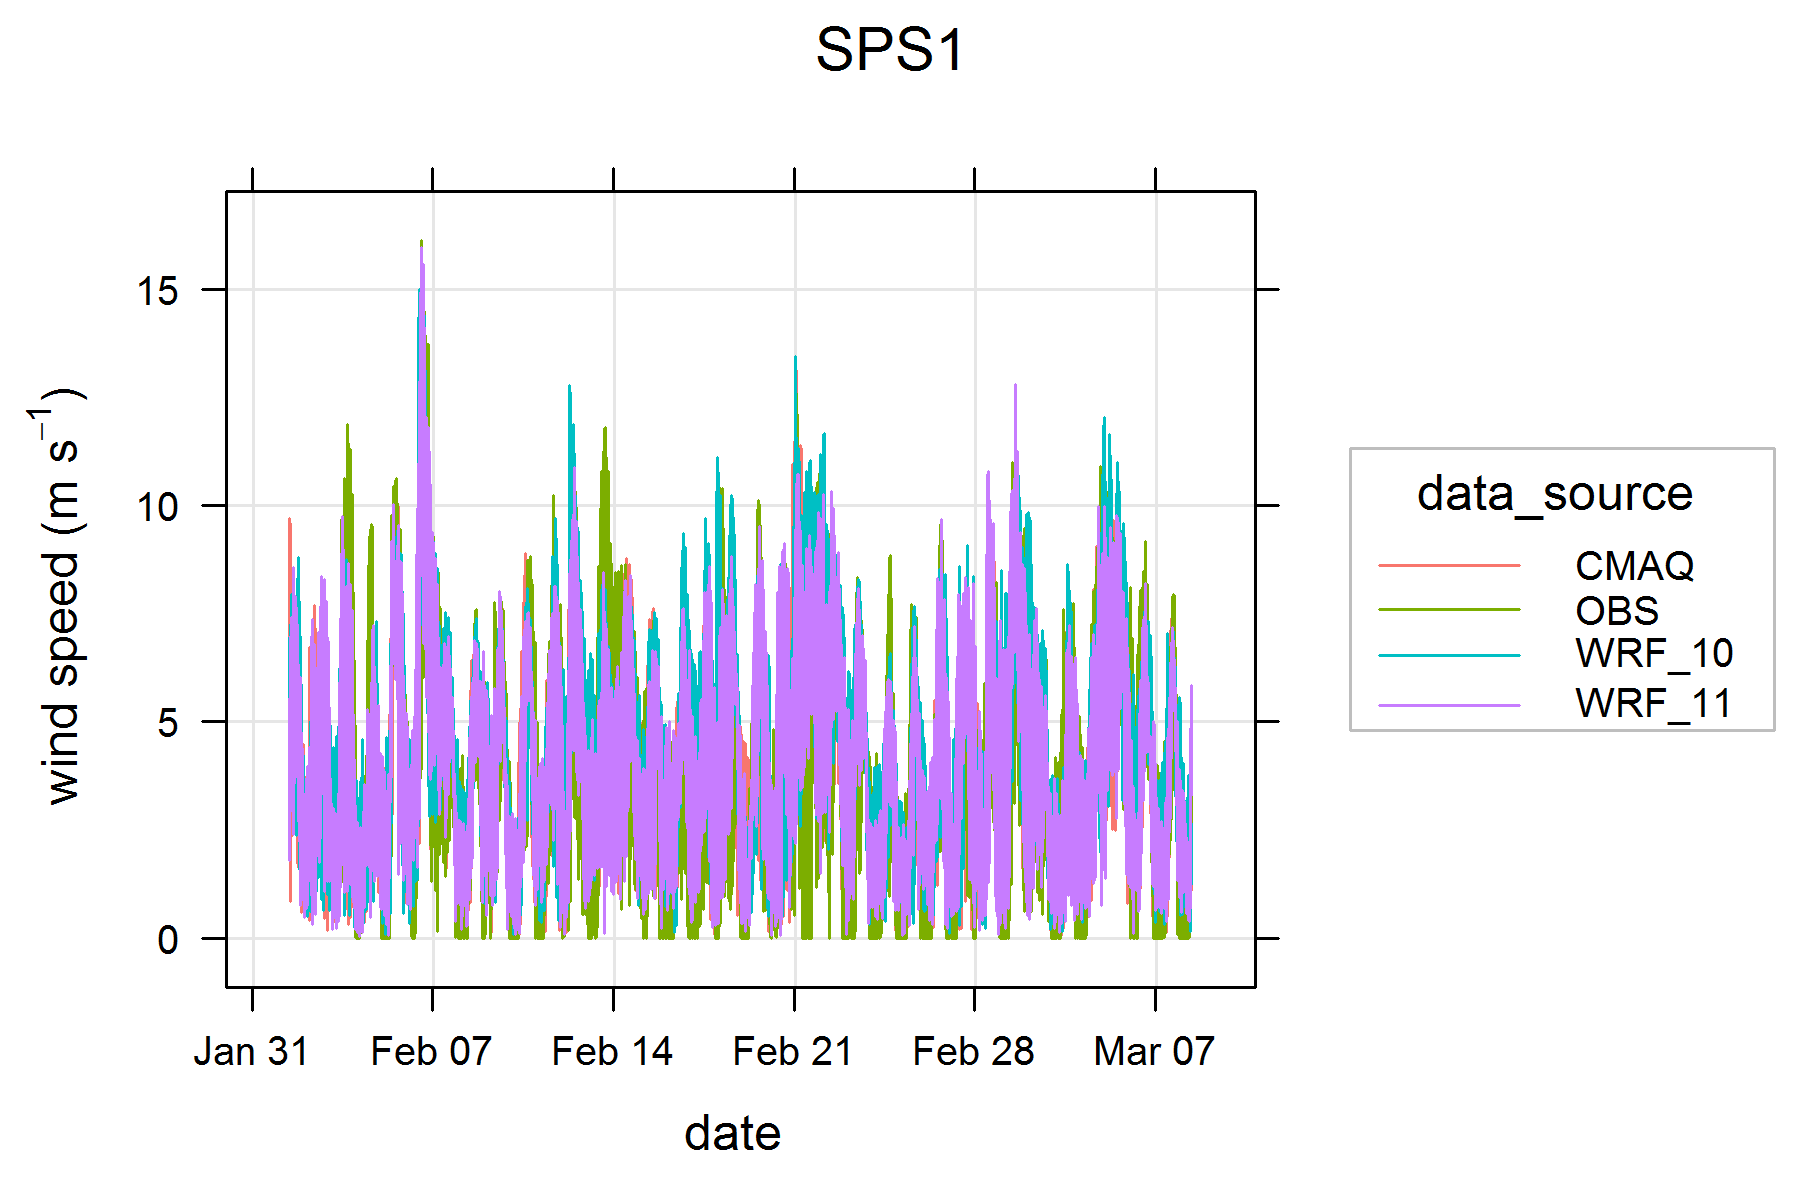 SPS1
wind speed (m s⁻¹)
15
10
5
0
Jan 31 Feb 07 Feb 14 Feb 21 Feb 28 Mar 07
date
data_source
CMAQ
OBS
WRF_10
WRF_11